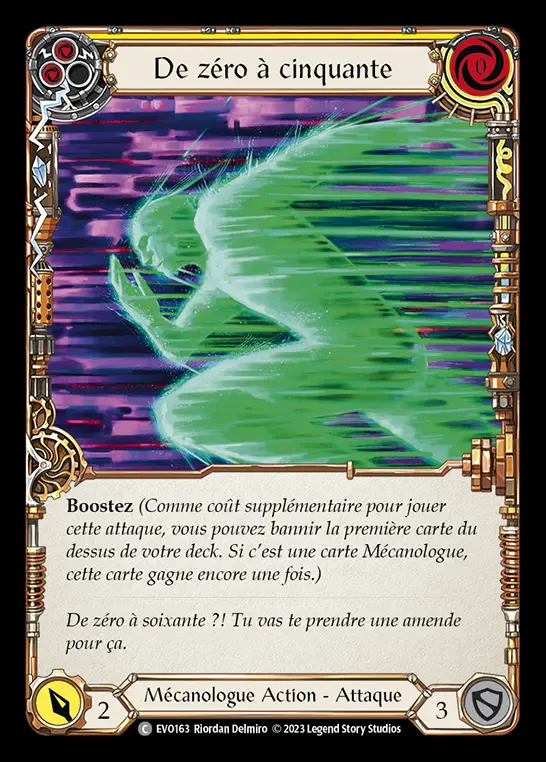 De zéro à cinquante
0
Boostez (Comme coût supplémentaire pour jouer
cette attaque, vous pouvez bannir la première carte du
dessus de votre deck. Si c'est une carte Mécanologue,
cette carte gagne encore une fois.)
De zéro à soixante ?! Tu vas te prendre une amende
pour ça.
2
Mécanologue Action - Attaque
3
C EVO163 Riordan Delmiro © 2023 Legend Story Studios